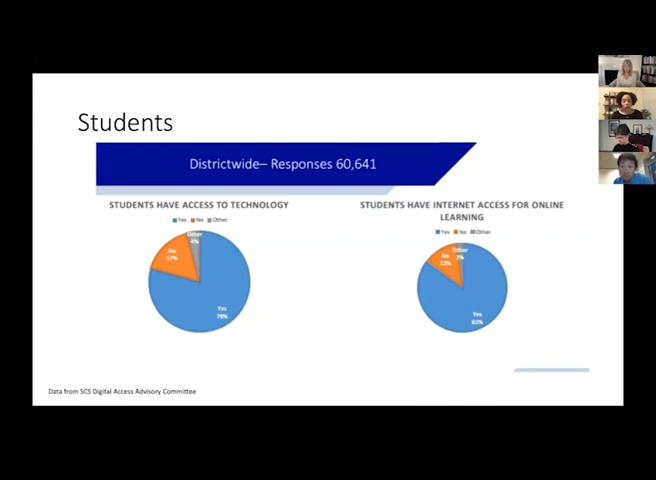 Students
Districtwide– Responses 60,641
STUDENTS HAVE ACCESS TO TECHNOLOGY
Yes No Other
Other
4%
No
17%
Yes
79%
STUDENTS HAVE INTERNET ACCESS FOR ONLINE
LEARNING
Yes No Other
Other
2%
No
13%
Yes
Data from SCS Digital Access Advisory Committee